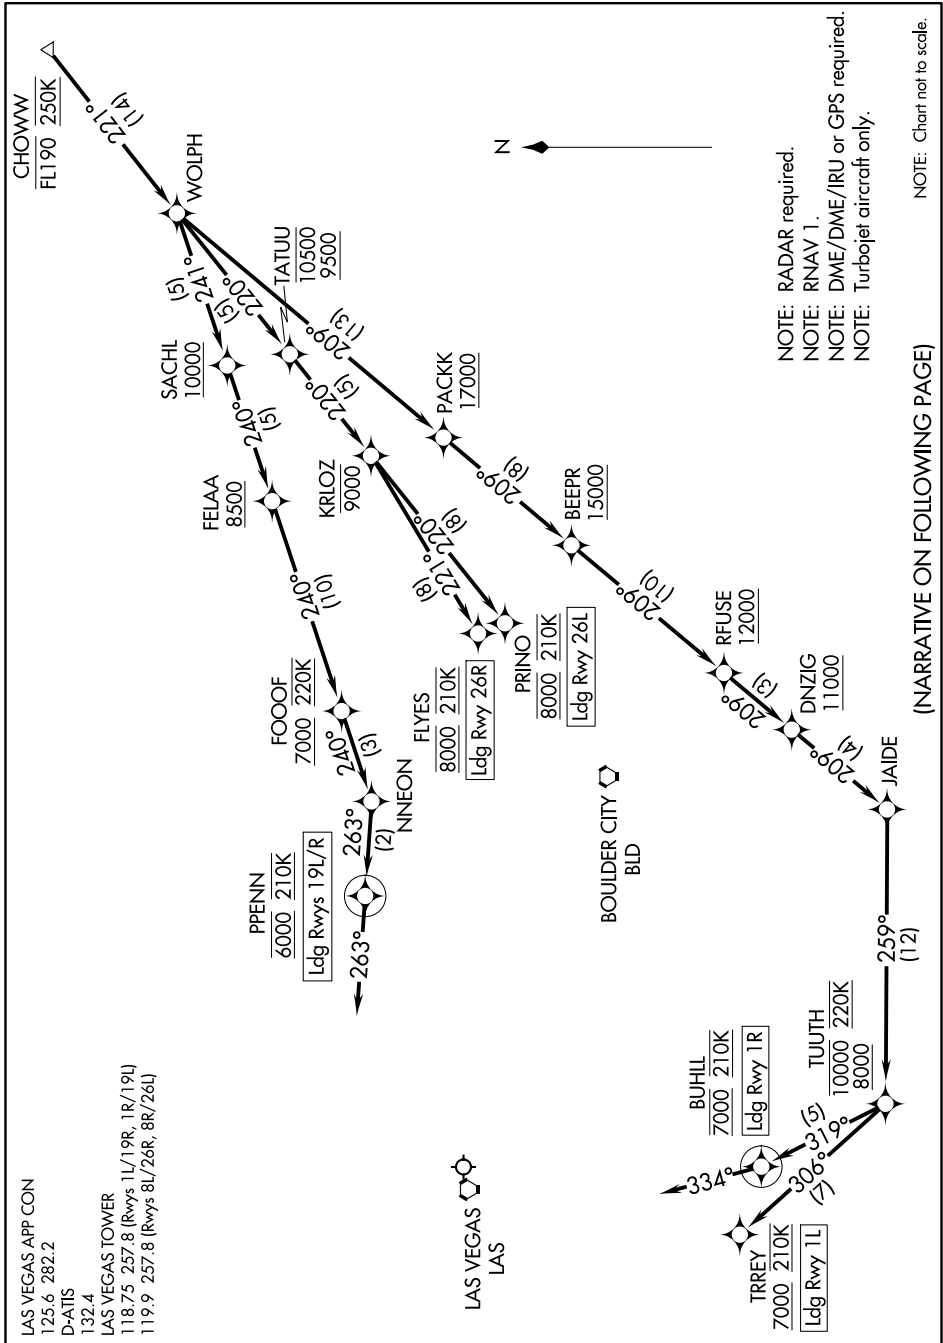 LAS VEGAS APP CON
125.6 282.2
D-ATIS
132.4
LAS VEGAS TOWER
118.75 257.8 (Rwys 1L/19R, 1R/19L)
119.9 257.8 (Rwys 8L/26R, 8R/26L)
CHOWW
FL190 250K
221°
(14)
WOLPH
241°
(5)
SACHL
10000
240°
(5)
FELAA
8500
240°
(10)
FOOOF
7000 220K
240°
(3)
NNEON
263°
(2)
PPENN
6000 210K
Ldg Rwys 19L/R
263°
220°
(5)
TATUU
10500
9500
220°
(5)
KRLOZ
9000
221°
(8)
FLYES
8000 210K
Ldg Rwy 26R
220°
(8)
PRINO
8000 210K
Ldg Rwy 26L
209°
(13)
PACKK
17000
209°
(8)
BEEPR
15000
209°
(10)
RFUSE
12000
209°
(3)
DNZIG
11000
209°
(4)
JAIDE
259°
(12)
TUUTH
10000 220K
8000
319°
(5)
BUHLL
7000 210K
Ldg Rwy 1R
334°
306°
(7)
TRREY
7000 210K
Ldg Rwy 1L
BOULDER CITY
BLD
LAS VEGAS
LAS
N
NOTE: RADAR required.
NOTE: RNAV 1.
NOTE: DME/DME/IRU or GPS required.
NOTE: Turbojet aircraft only.
NOTE: Chart not to scale.
(NARRATIVE ON FOLLOWING PAGE)